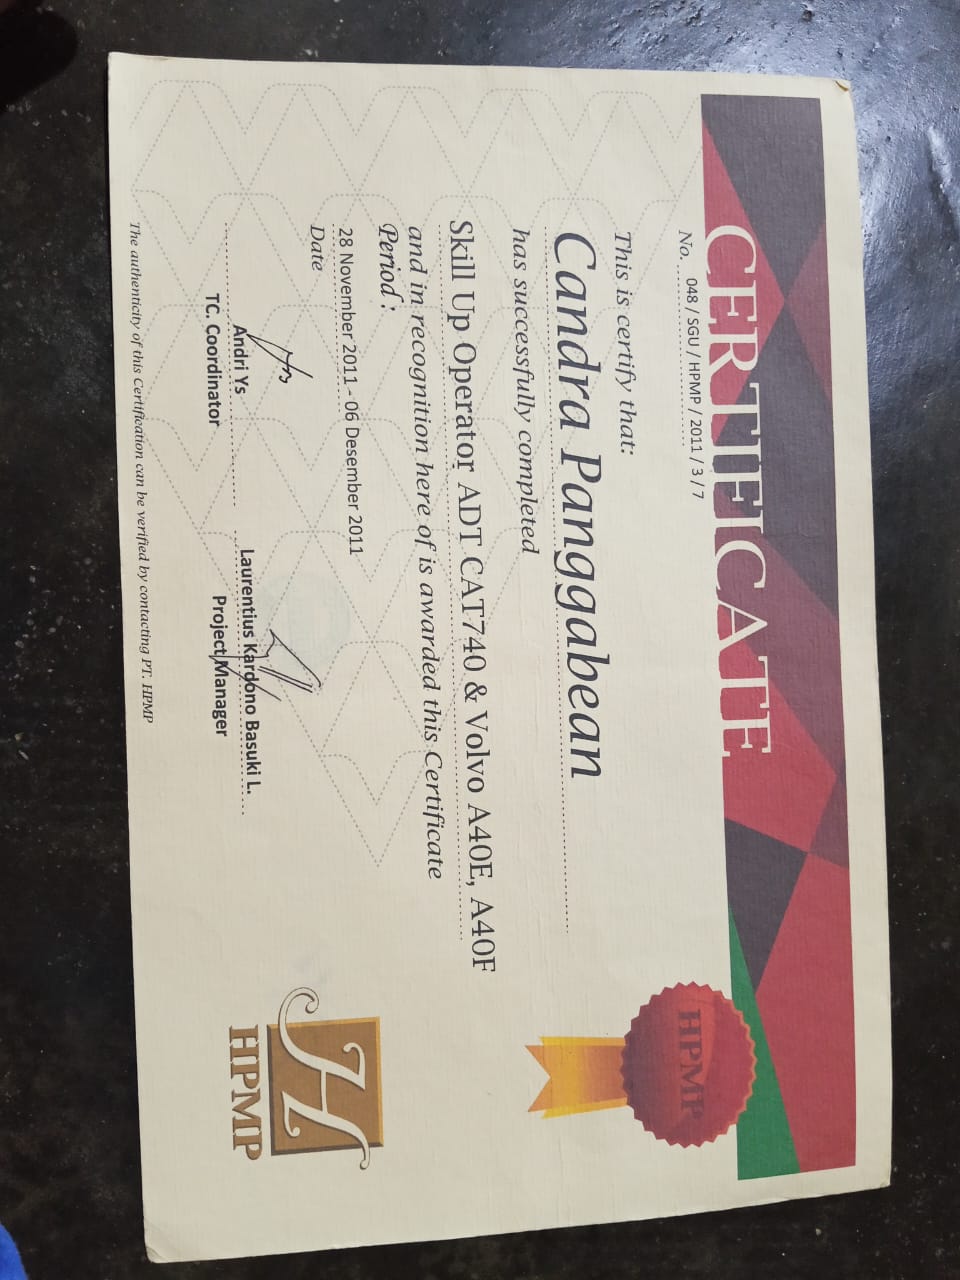 CERTIFICATE
No. 048 / SGU / HPMP / 2011 / 3 / 7
HPMP
This is certify that:
Candra Panggabean
has successfully completed
Skill Up Operator ADT CAT740 & Volvo A40E, A40F
and in recognition here of is awarded this Certificate
Period :
28 November 2011 - 06 Desember 2011
Date
Andri Ys
TC. Coordinator
Laurentius Kardono Basuki L.
Project Manager
H
HPMP
The authenticity of this Certification can be verified by contacting PT. HPMP